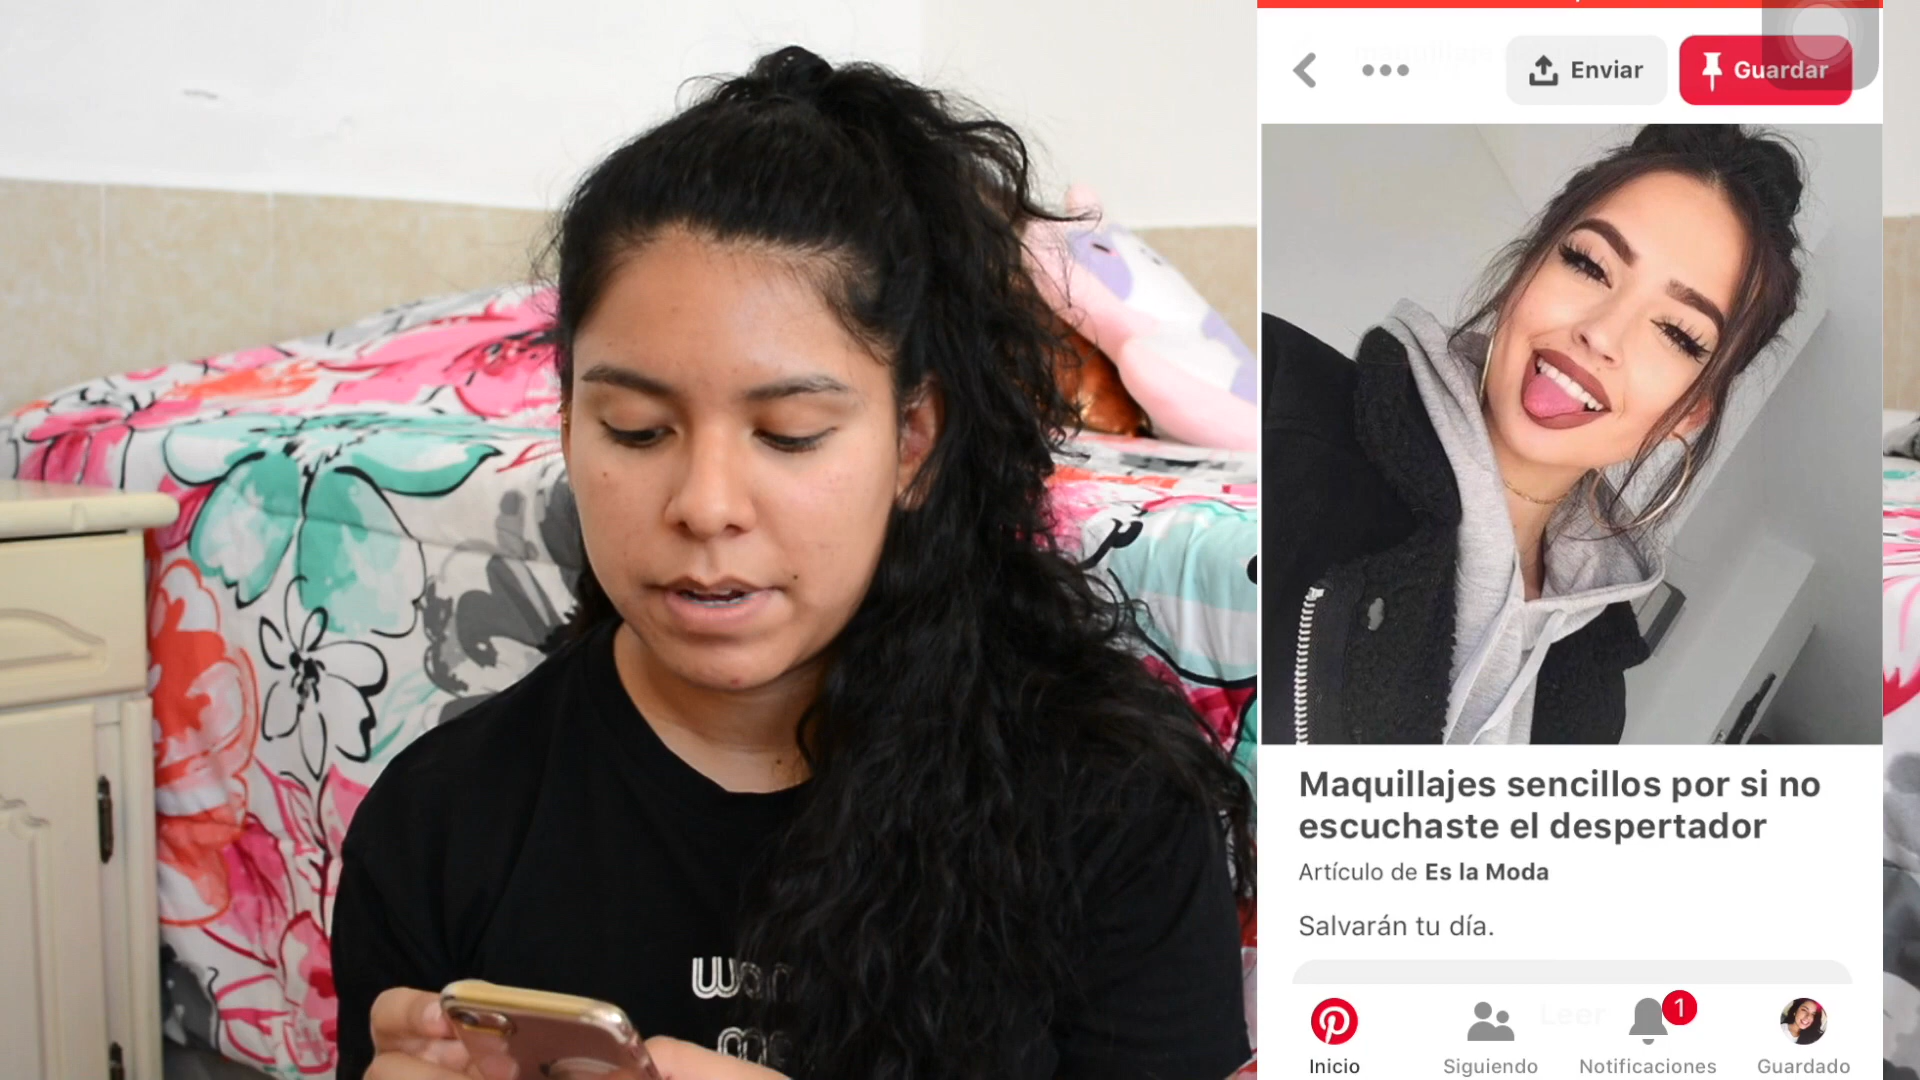 Enviar
Guardar
Maquillajes sencillos por si no
escuchaste el despertador
Artículo de Es la Moda
Salvarán tu día.
Leer
1
Inicio
Siguiendo
Notificaciones
Guardado